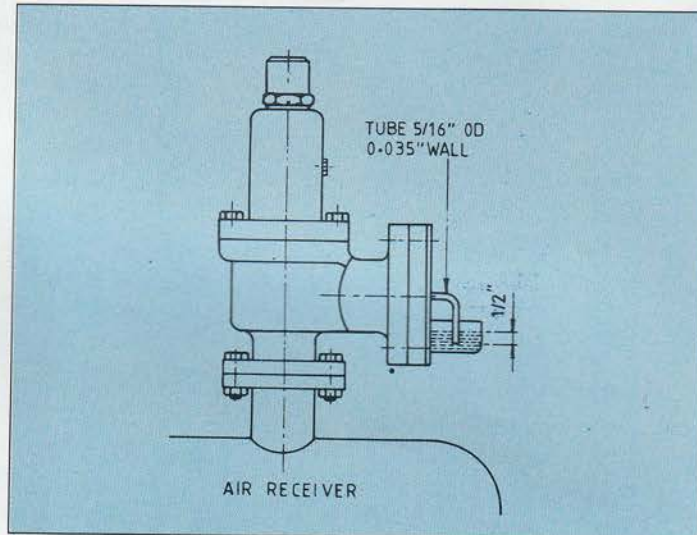 TUBE 5/16" OD
0.035" WALL
1/2"
AIR RECEIVER